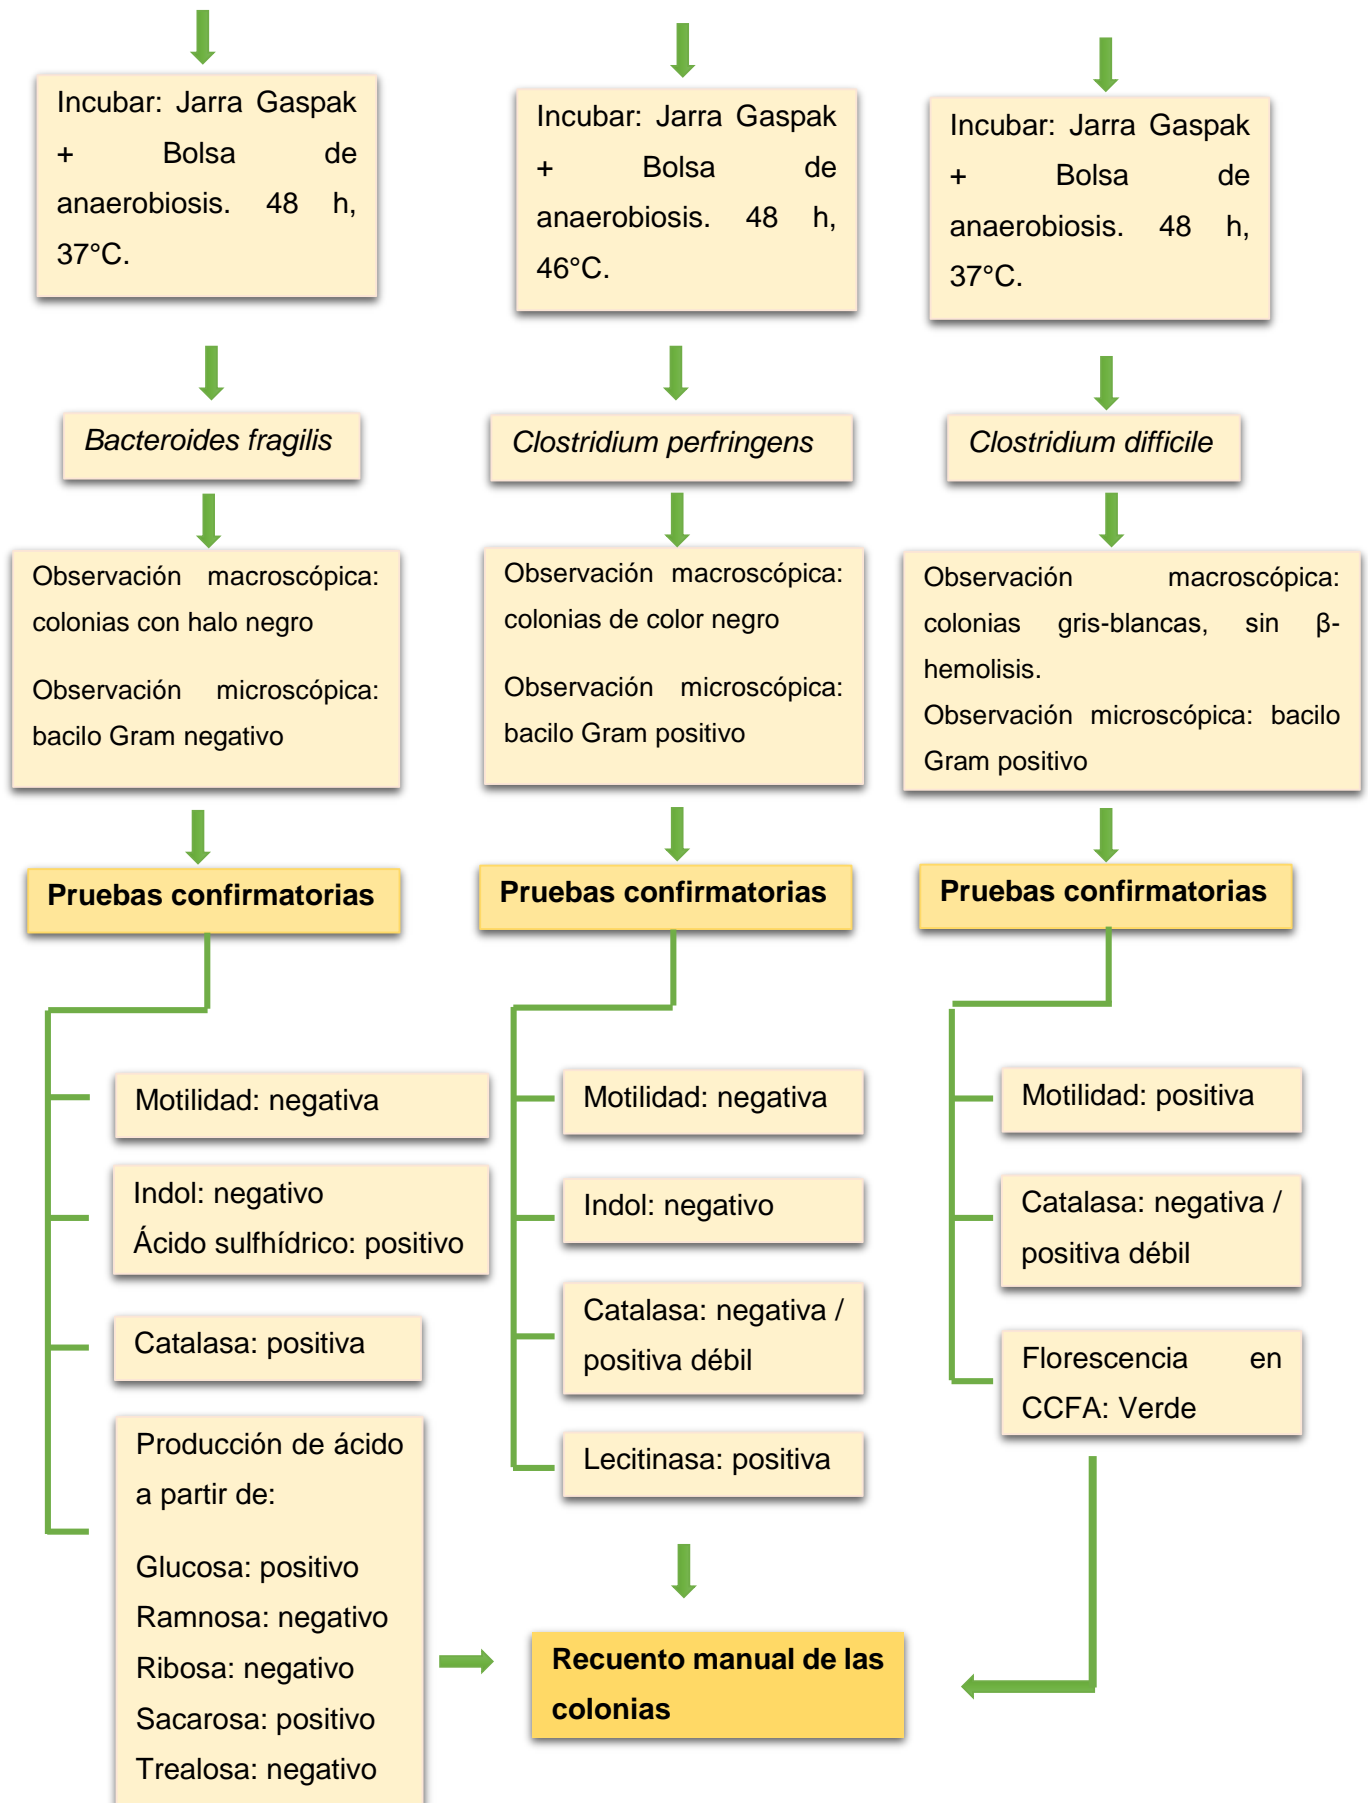 Incubar: Jarra Gaspak
+ Bolsa de
anaerobiosis. 48 h,
37°C.
Incubar: Jarra Gaspak
+ Bolsa de
anaerobiosis. 48 h,
46°C.
Incubar: Jarra Gaspak
+ Bolsa de
anaerobiosis. 48 h,
37°C.
Bacteroides fragilis
Clostridium perfringens
Clostridium difficile
Observación macroscópica:
colonias con halo negro
Observación microscópica:
bacilo Gram negativo
Observación macroscópica:
colonias de color negro
Observación microscópica:
bacilo Gram positivo
Observación macroscópica:
colonias gris-blancas, sin β-
hemolisis.
Observación microscópica: bacilo
Gram positivo
Pruebas confirmatorias
Pruebas confirmatorias
Pruebas confirmatorias
Motilidad: negativa
Indol: negativo
Ácido sulfhídrico: positivo
Catalasa: positiva
Producción de ácido
a partir de:
Glucosa: positivo
Ramnosa: negativo
Ribosa: negativo
Sacarosa: positivo
Trealosa: negativo
Motilidad: negativa
Indol: negativo
Catalasa: negativa /
positiva débil
Lecitinasa: positiva
Motilidad: positiva
Catalasa: negativa /
positiva débil
Florescencia en
CCFA: Verde
Recuento manual de las
colonias